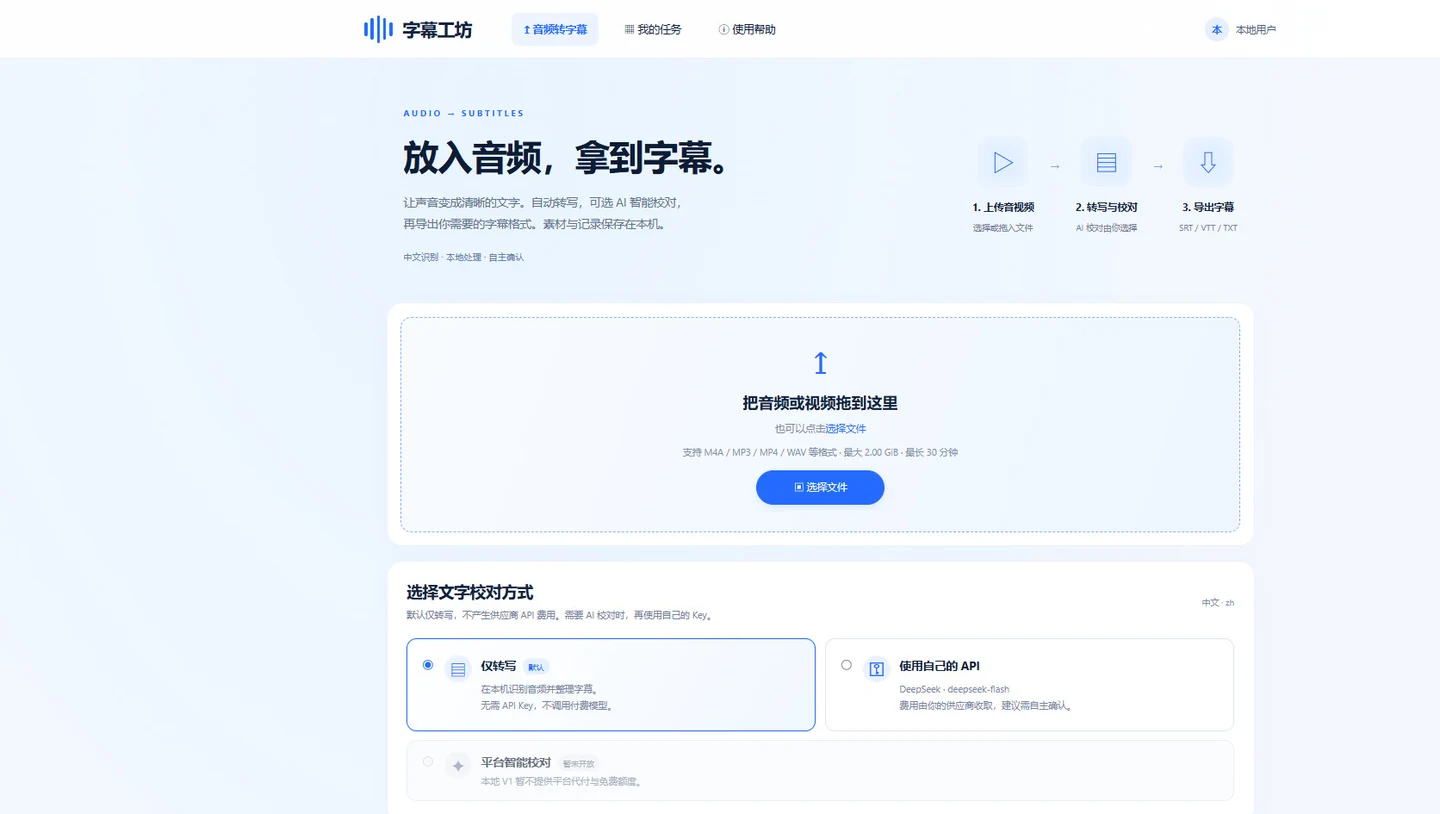 字幕工坊
音频转字幕
我的任务
使用帮助
本 本地用户
AUDIO → SUBTITLES
放入音频，拿到字幕。
让声音变成清晰的文字。自动转写，可选 AI 智能校对，
再导出你需要的字幕格式。素材与记录保存在本机。
中文识别 · 本地处理 · 自主确认
→
→
1. 上传音视频
选择或拖入文件
2. 转写与校对
AI 校对由你选择
3. 导出字幕
SRT / VTT / TXT
把音频或视频拖到这里
也可以点击选择文件
支持 M4A / MP3 / MP4 / WAV 等格式 · 最大 2.00 GiB · 最长 30 分钟
选择文件
选择文字校对方式
默认仅转写，不产生供应商 API 费用。需要 AI 校对时，再使用自己的 Key。
中文 · zh
仅转写 默认
在本机识别音频并整理字幕。
无需 API Key，不调用付费模型。
使用自己的 API
DeepSeek · deepseek-flash
费用由你的供应商收取，建议需自主确认。
平台智能校对 暂未开放
本地 V1 暂不提供平台代付与免费额度。